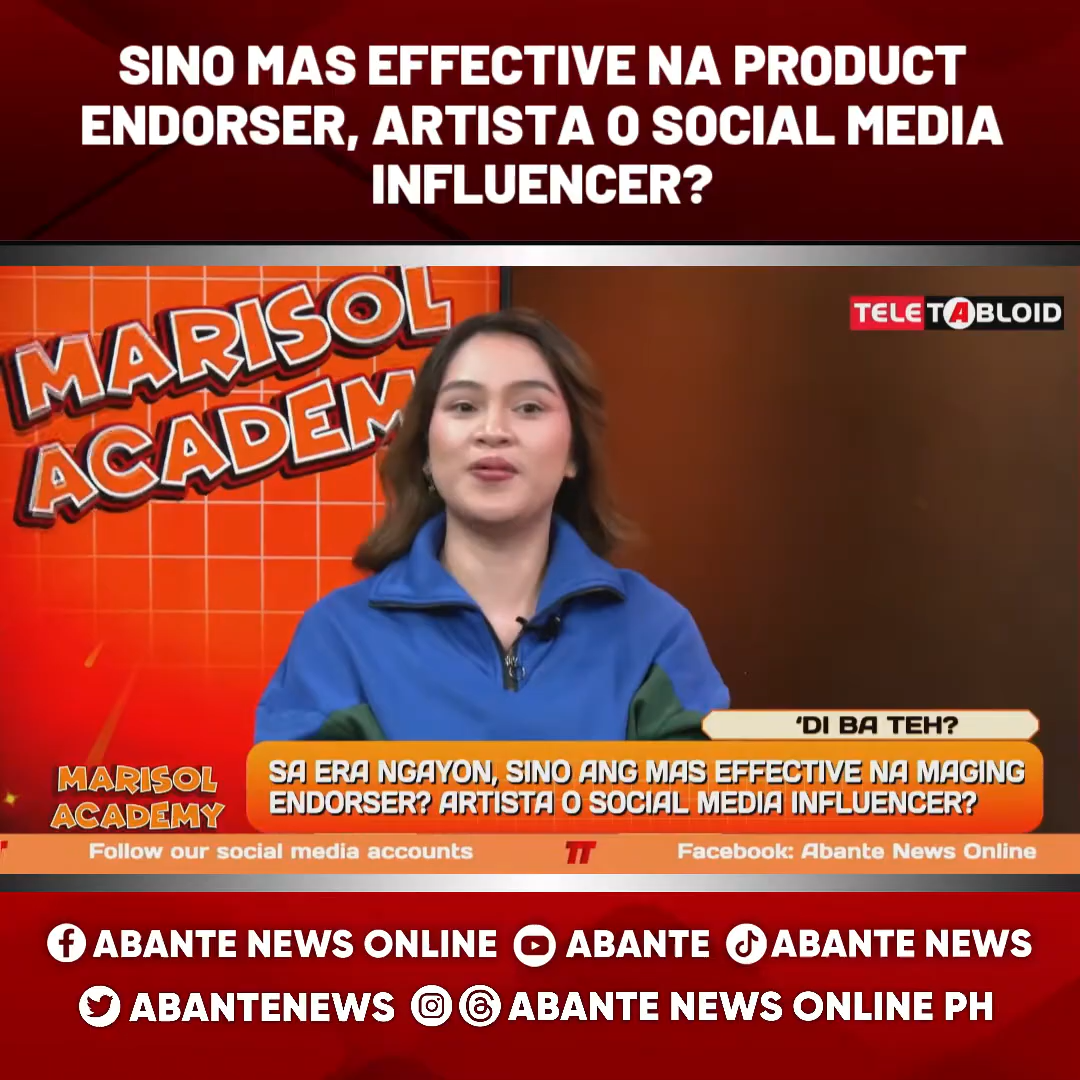 SINO MAS EFFECTIVE NA PRODUCT
ENDORSER, ARTISTA O SOCIAL MEDIA
INFLUENCER?
MARISOL
ACADEM
TELETABLOID
'DI BA TEH?
SA ERA NGAYON, SINO ANG MAS EFFECTIVE NA MAGING
ENDORSER? ARTISTA O SOCIAL MEDIA INFLUENCER?
MARISOL
ACADEMY
Follow our social media accounts TT Facebook: Abante News Online
ABANTE NEWS ONLINE ABANTE ABANTE NEWS
ABANTENEWS ABANTE NEWS ONLINE PH